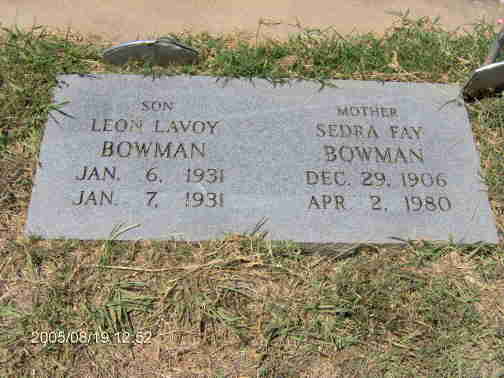 SON
LEON LAVOY
BOWMAN
JAN. 6, 1931
JAN. 7, 1931
MOTHER
SEDRA FAY
BOWMAN
DEC. 29, 1906
APR. 2, 1980
2005/08/19 12:52